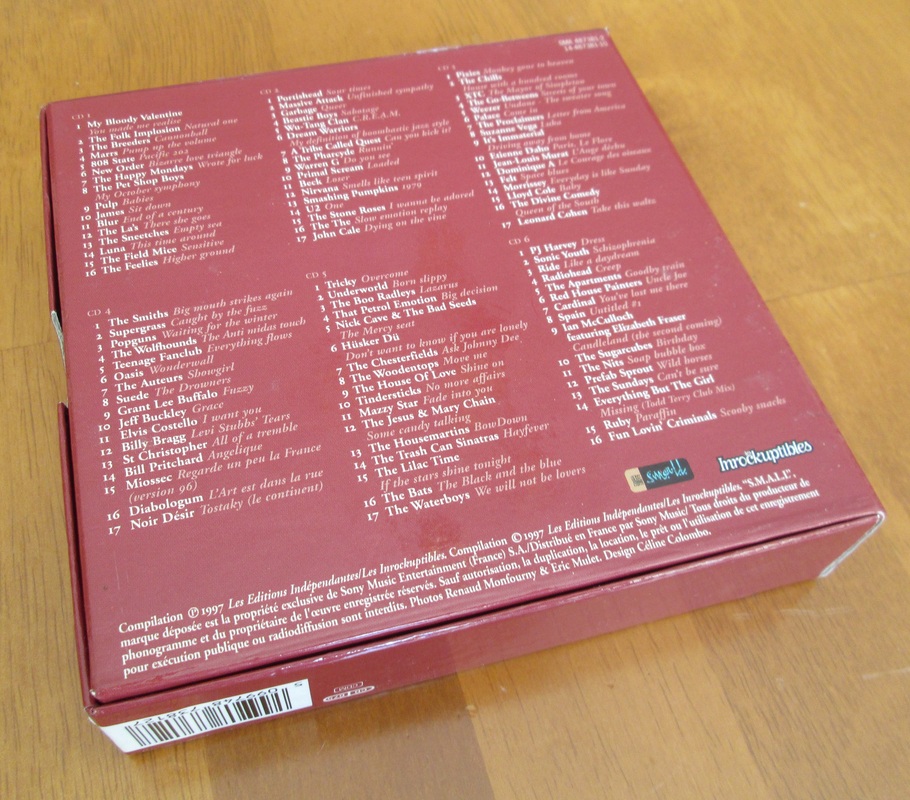 CD 1
1 My Bloody Valentine
You made me realize
2 The Folk Implosion Natural one
3 The Breeders Cannonball
4 Marrs Pump up the volume
5 808 State Pacific 202
6 New Order Bizarre love triangle
7 The Happy Mondays Wrote for luck
8 The Pet Shop Boys
My October symphony
9 Pulp Babies
10 James Sit down
11 Blur End of a century
12 The La's There she goes
13 The Sneetches Empty sea
14 Luna This time around
15 The Field Mice Sensitive
16 The Feelies Higher ground
CD 2
1 Portishead Sour times
2 Massive Attack Unfinished sympathy
3 Garbage Queer
4 Beastie Boys Sabotage
5 Wu-Tang Clan C.R.E.A.M.
6 Dream Warriors
My definition of boombastic jazz style
7 A Tribe Called Quest Can you kick it?
8 The Pharcyde Runnin'
9 Warren G Do you see
10 Primal Scream Loaded
11 Beck Loser
12 Nirvana Smells like teen spirit
13 Smashing Pumpkins 1979
14 U2 One
15 The Stone Roses I wanna be adored
16 The The Slow emotion replay
17 John Cale Dying on the vine
CD 3
1 Pixies Monkey gone to heaven
2 The Chills
House with a hundred rooms
3 XTC The Mayor of Simpleton
4 The Go-Betweens Streets of your town
5 Weezer Undone - The sweater song
6 Palace
7 The Proclaimers Letter from America
8 Suzanne Vega Luka
9 It's Immaterial
Driving away from home
10 Etienne Daho Paris, Le Flore
11 Jean-Louis Murat L'Ange déchu
12 Dominique A Le Courage des oiseaux
13 Felt Space blues
14 Morrissey Everyday is like Sunday
15 Lloyd Cole Baby
16 The Divine Comedy
Queen of the South
17 Leonard Cohen Take this waltz
CD 4
1 The Smiths Big mouth strikes again
2 Supergrass Caught by the fuzz
3 Popguns Waiting for the winter
4 The Wolfhounds The Anti midas touch
5 Teenage Fanclub Everything flows
6 Oasis Wonderwall
7 The Auteurs Showgirl
8 Suede The Drowners
9 Grant Lee Buffalo Fuzzy
10 Jeff Buckley Grace
11 Elvis Costello I want you
12 Billy Bragg Levi Stubbs' Tears
13 St Christopher All of a tremble
14 Bill Pritchard Angelique
15 Miossec Regarde un peu la France
(version 96)
16 Diabologum L'Art est dans la rue
17 Noir Désir Tostaky (le continent)
CD 5
1 Tricky Overcome
2 Underworld Born slippy
3 The Boo Radleys Lazarus
4 That Petrol Emotion Big decision
5 Nick Cave & The Bad Seeds
The Mercy seat
6 Hüsker Dü
Don't want to know if you are lonely
7 The Chesterfields Ask Johnny Dee
8 The Woodentops Move me
9 The House Of Love Shine on
10 Tindersticks No more affairs
11 Mazzy Star Fade into you
12 The Jesus & Mary Chain
Some candy talking
13 The Housemartins Bow Down
14 The Trash Can Sinatras Hayfever
15 The Lilac Time
If the stars shine tonight
16 The Bats The Black and the blue
17 The Waterboys We will not be lovers
CD 6
1 PJ Harvey Dress
2 Sonic Youth Schizophrenia
3 Ride Like a daydream
4 Radiohead Creep
5 The Apartments Goodbye train
6 Red House Painters Uncle Joe
7 Cardinal You've lost me there
8 Spain Untitled #1
9 Ian McCulloch
featuring Elizabeth Fraser
Candleland (the second coming)
10 The Sugarcubes Birthday
11 The Nits Soap bubble box
12 Prefab Sprout Wild horses
13 The Sundays Can't be sure
14 Everything But The Girl
Missing (Todd Terry Club Mix)
15 Ruby Paraffin
16 Fun Lovin' Criminals Scooby snacks
Les Inrockuptibles
Compilation ℗ 1997 Les Editions Indépendantes/Les Inrockuptibles. Compilation © 1997 Les Editions Indépendantes/Les Inrockuptibles. "S.M.A.L.L",
marque déposée est la propriété exclusive de Sony Music Entertainment (France) S.A./Distribué en France par Sony Music/ Tous droits du producteur de
phonogramme et du propriétaire de l'œuvre enregistrée réservés. Sauf autorisation, la duplication, la location, le prêt ou l'utilisation de cet enregistrement
pour exécution publique ou radiodiffusion sont interdits. Photos Renaud Monfourny & Eric Mulet. Design Céline Colombo.